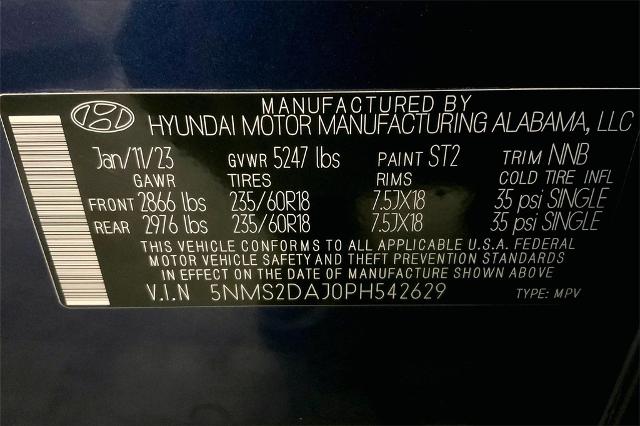 MANUFACTURED BY
HYUNDAI MOTOR MANUFACTURING ALABAMA, LLC
Jan/11/23 GVWR 5247 lbs PAINT ST2 TRIM NNB
GAWR TIRES RIMS COLD TIRE INFL
FRONT 2866 lbs 235/60R18 7.5JX18 35 psi SINGLE
REAR 2976 lbs 235/60R18 7.5JX18 35 psi SINGLE
THIS VEHICLE CONFORMS TO ALL APPLICABLE U.S.A. FEDERAL
MOTOR VEHICLE SAFETY AND THEFT PREVENTION STANDARDS
IN EFFECT ON THE DATE OF MANUFACTURE SHOWN ABOVE
V.I.N 5NMS2DAJ0PH542629 TYPE: MPV